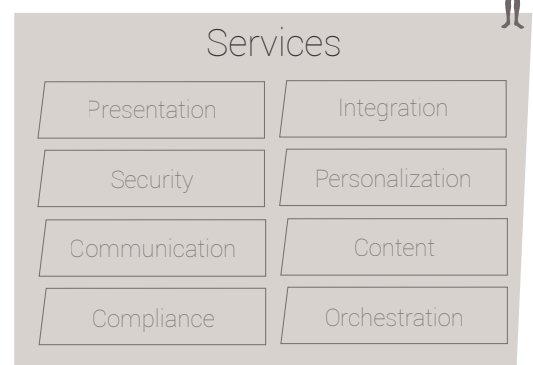 Services
Presentation
Integration
Security
Personalization
Communication
Content
Compliance
Orchestration